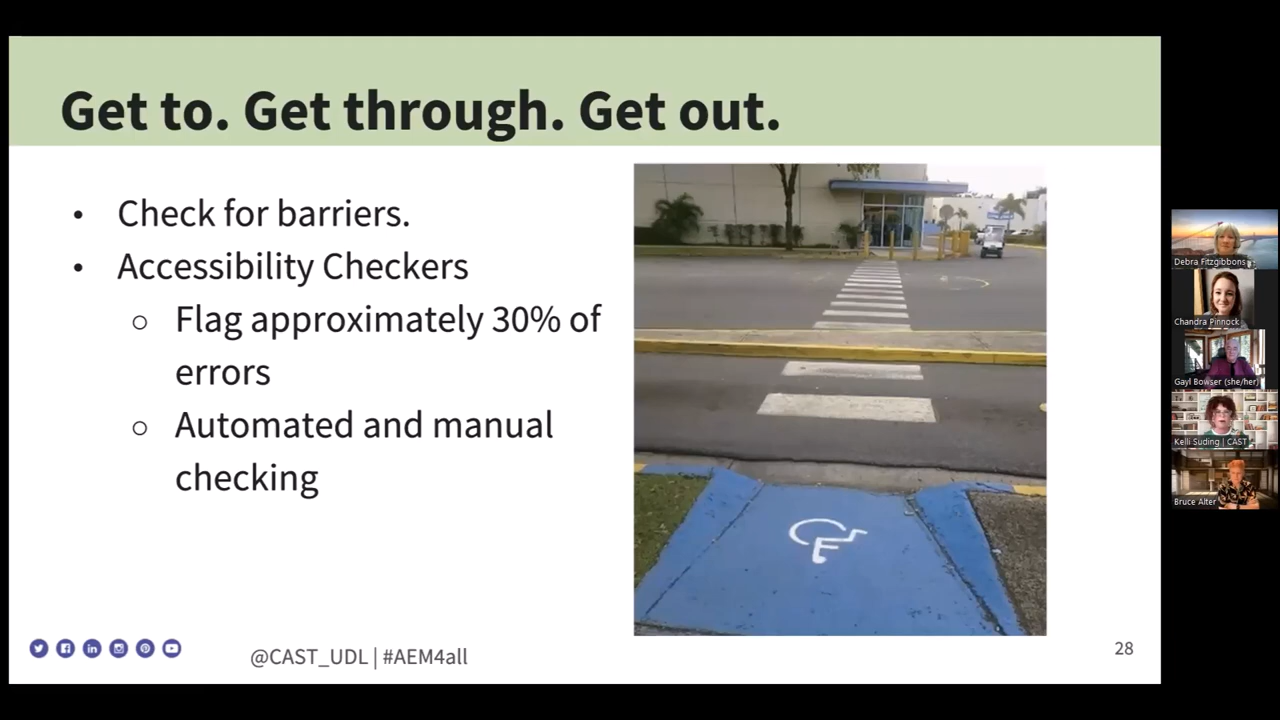 Get to. Get through. Get out.
• Check for barriers.
• Accessibility Checkers
○ Flag approximately 30% of
errors
○ Automated and manual
checking
@CAST_UDL | #AEM4all
28
Debra Fitzgibbons
Chandra Pinnock
Gayl Bowser (she/her)
Kelli Suding | CAST
Bruce Alter